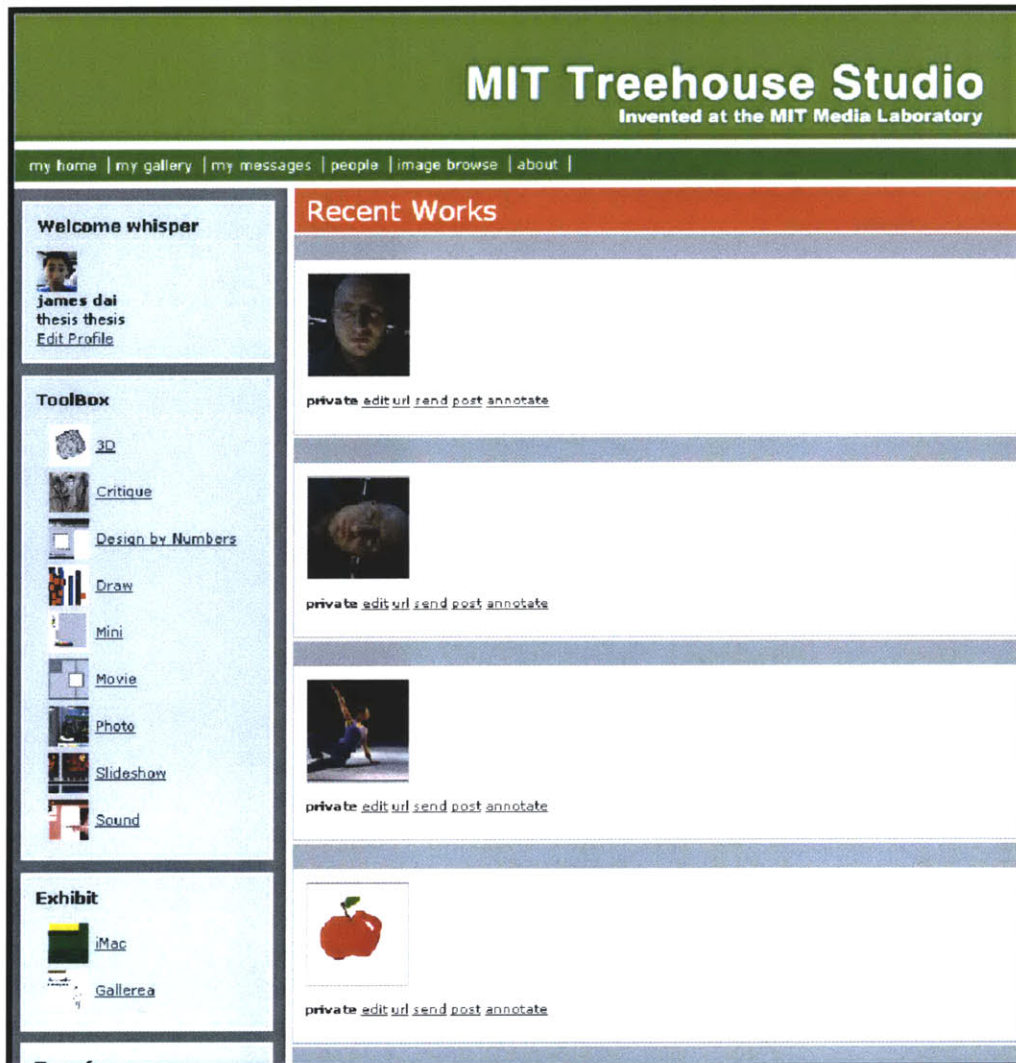 MIT Treehouse Studio
Invented at the MIT Media Laboratory
my home | my gallery | my messages | people | image browse | about |
Welcome whisper
james dai
thesis thesis
Edit Profile
ToolBox
3D
Critique
Design by Numbers
Draw
Mini
Movie
Photo
Slideshow
Sound
Exhibit
iMac
Gallerea
Recent Works
private edit url send post annotate
private edit url send post annotate
private edit url send post annotate
private edit url send post annotate